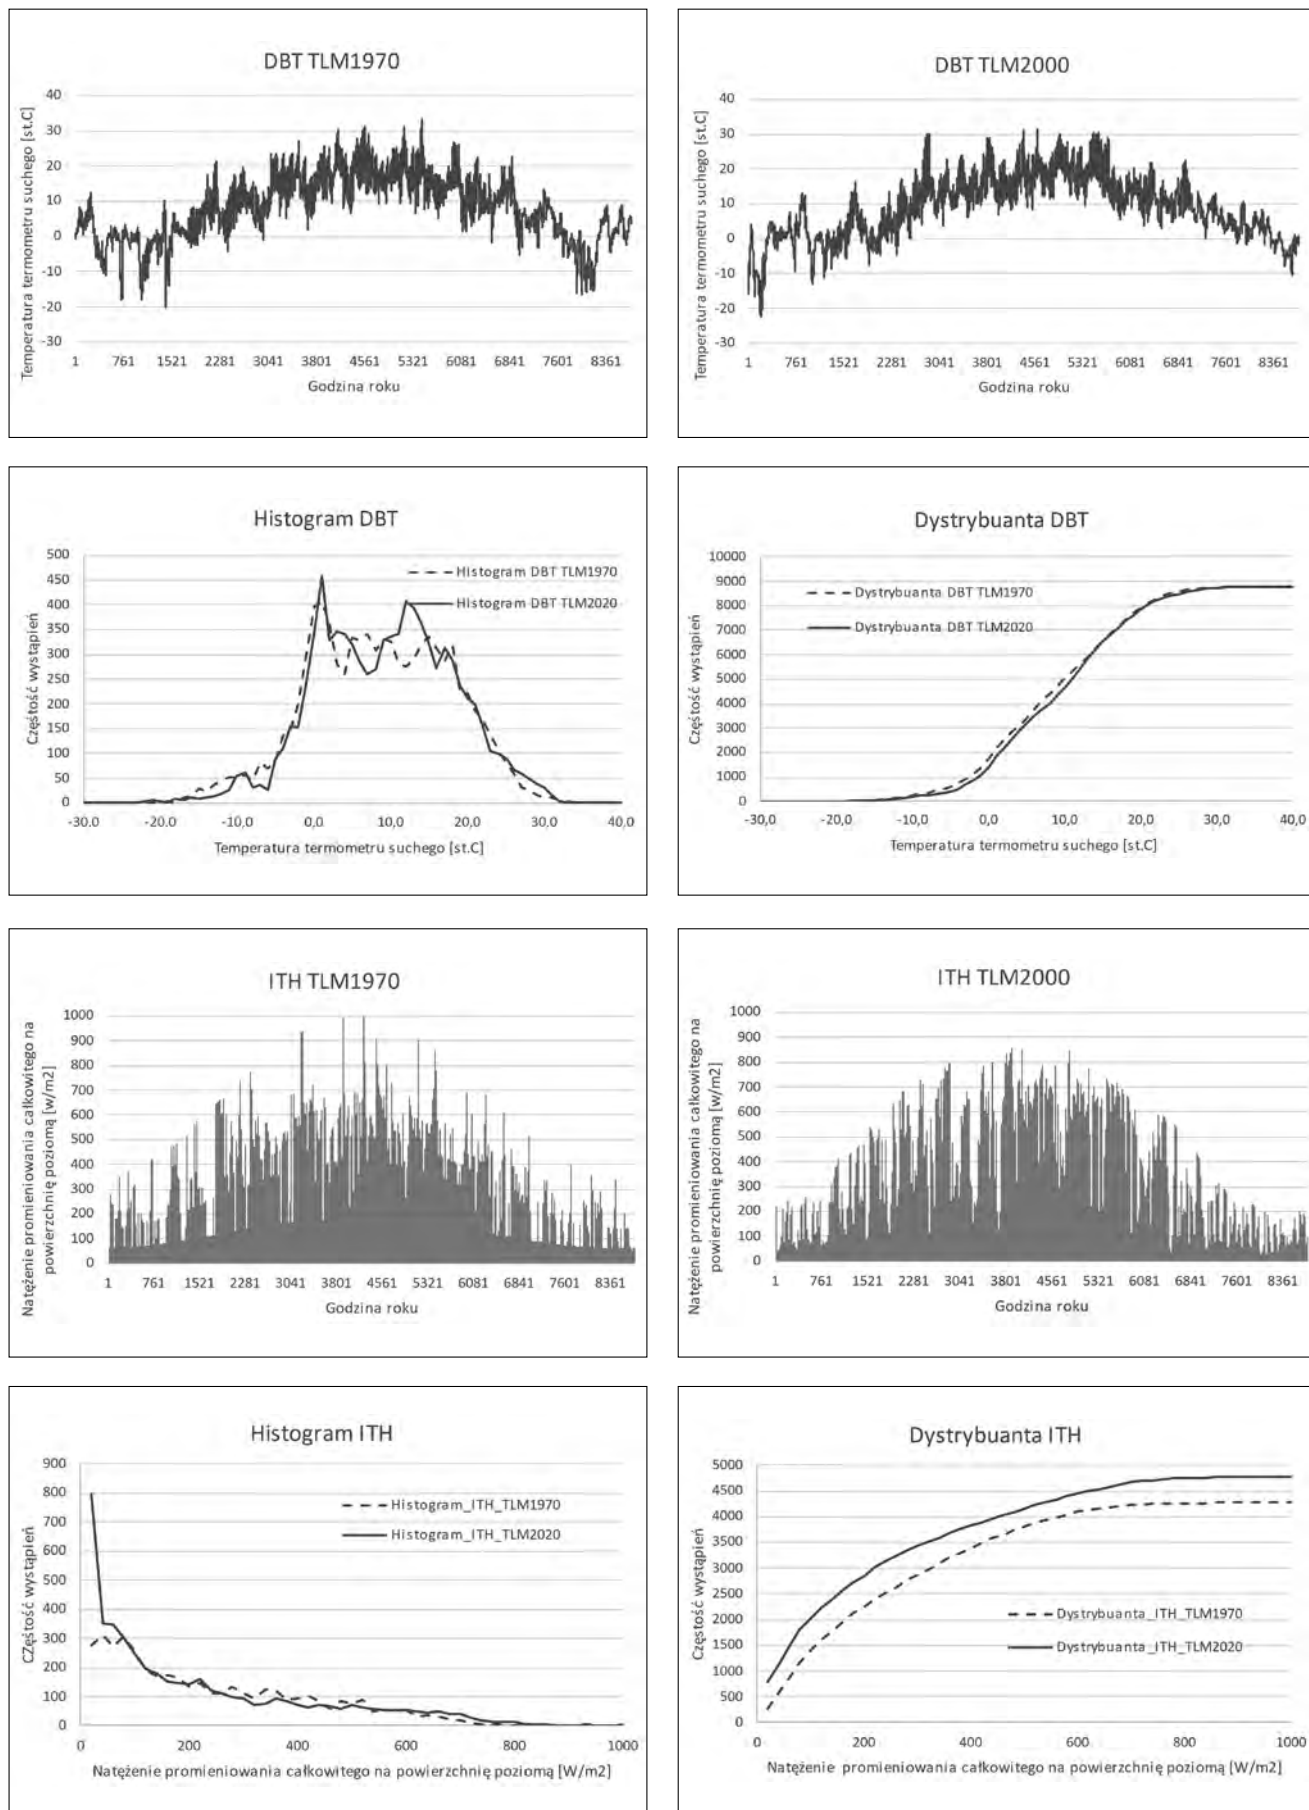 DBT TLM1970
Temperatura termometru suchego [st.C]
40
30
20
10
0
-10
-20
-30
1 761 1521 2281 3041 3801 4561 5321 6081 6841 7601 8361
Godzina roku
DBT TLM2000
Temperatura termometru suchego [st.C]
40
30
20
10
0
-10
-20
-30
1 761 1521 2281 3041 3801 4561 5321 6081 6841 7601 8361
Godzina roku
Histogram DBT
Częstość wystąpień
500
450
400
350
300
250
200
150
100
50
0
Histogram DBT TLM1970
Histogram DBT TLM2020
-30,0 -20,0 -10,0 0,0 10,0 20,0 30,0 40,0
Temperatura termometru suchego [st.C]
Dystrybuanta DBT
Częstość wystąpień
10000
9000
8000
7000
6000
5000
4000
3000
2000
1000
0
Dystrybuanta DBT TLM1970
Dystrybuanta DBT TLM2020
-30,0 -20,0 -10,0 0,0 10,0 20,0 30,0 40,0
Temperatura termometru suchego [st.C]
ITH TLM1970
Natężenie promieniowania całkowitego na
powierzchnię poziomą [w/m2]
1000
900
800
700
600
500
400
300
200
100
0
1 761 1521 2281 3041 3801 4561 5321 6081 6841 7601 8361
Godzina roku
ITH TLM2000
Natężenie promieniowania całkowitego na
powierzchnię poziomą [w/m2]
1000
900
800
700
600
500
400
300
200
100
0
1 761 1521 2281 3041 3801 4561 5321 6081 6841 7601 8361
Godzina roku
Histogram ITH
CZęstość wystąpień
900
800
700
600
500
400
300
200
100
0
Histogram_ITH_TLM1970
Histogram_ITH_TLM2020
0 200 400 600 800 1000
Natężenie promieniowania całkowitego na powierzchnię poziomą [W/m2]
Dystrybuanta ITH
Częstość wystąpień
5000
4500
4000
3500
3000
2500
2000
1500
1000
500
0
Dystrybuanta_ITH_TLM1970
Dystrybuanta_ITH_TLM2020
0 200 400 600 800 1000
Natężenie promieniowania całkowitego na powierzchnię poziomą [W/m2]